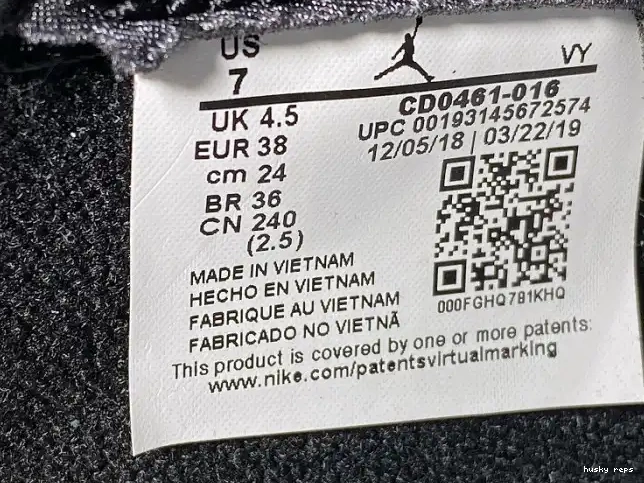 US
7
VY
UK 4.5
EUR 38
cm 24
BR 36
CN 240
(2.5)
CD0461-016
UPC 00193145672574
12/05/18 | 03/22/19
000FGHQ781KHQ
MADE IN VIETNAM
HECHO EN VIETNAM
FABRIQUE AU VIETNAM
FABRICADO NO VIETNÃ
This product is covered by one or more patents:
www.nike.com/patentsvirtualmarking
husky reps